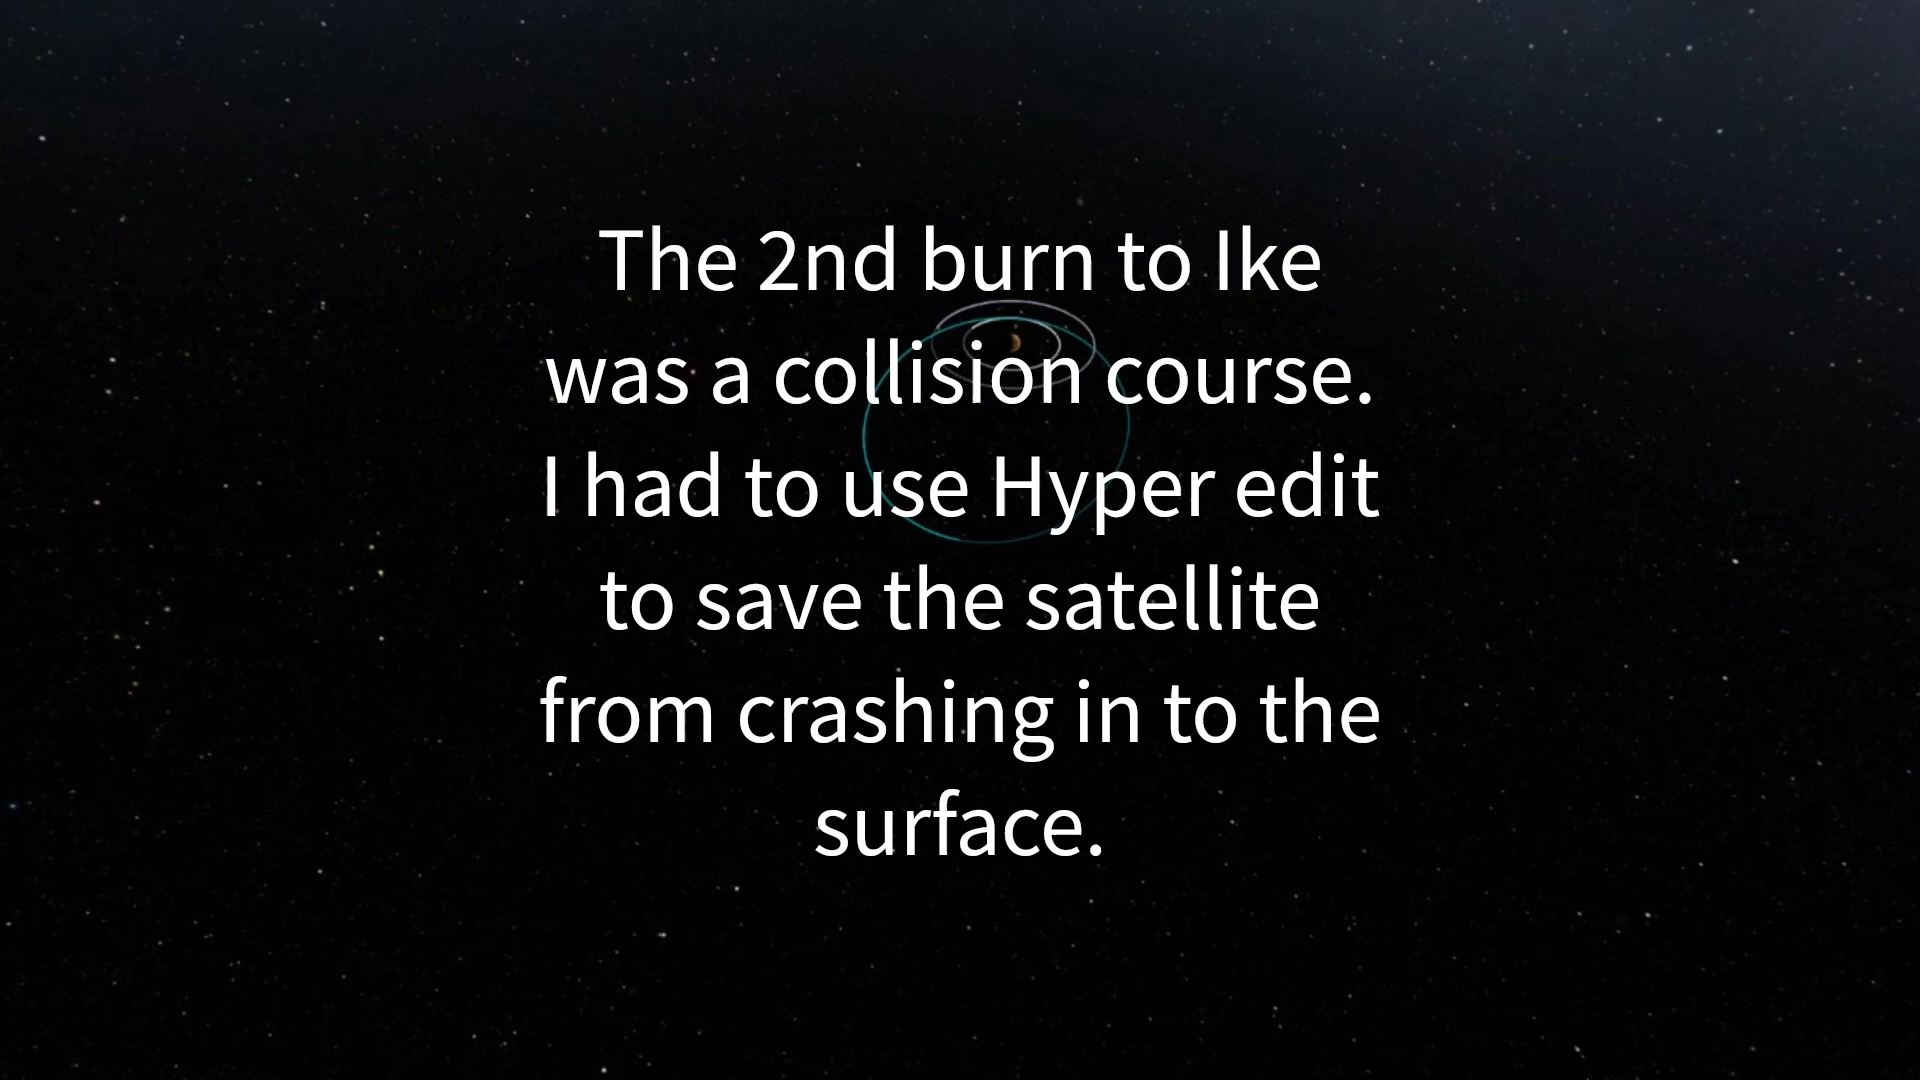 The 2nd burn to Ike
was a collision course.
I had to use Hyper edit
to save the satellite
from crashing in to the
surface.